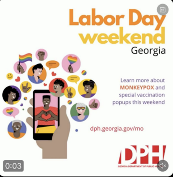 Labor Day
weekend
Georgia
Learn more about
MONKEYPOX and
special vaccination
popups this weekend
dph.georgia.gov/mo
DPH
0:03